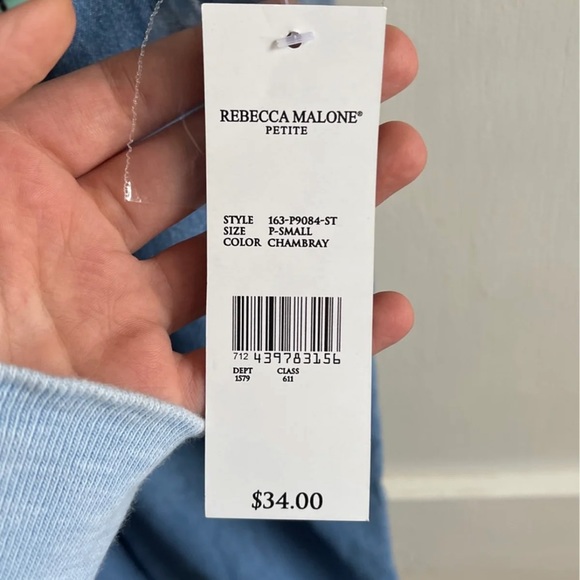 REBECCA MALONE®
PETITE
STYLE 163-P9084-ST
SIZE P-SMALL
COLOR CHAMBRAY
712 439783156
DEPT CLASS
1579 611
$34.00